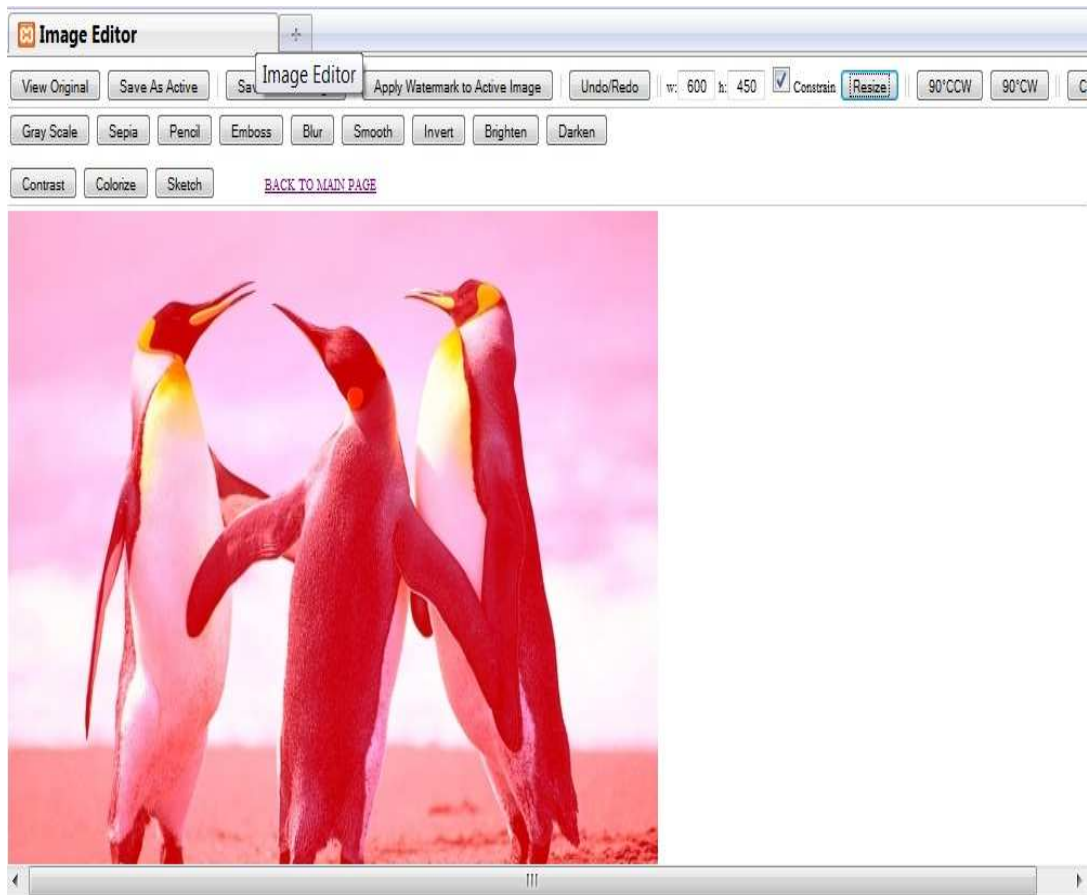 Image Editor
+
Image Editor
View Original Save As Active Apply Watermark to Active Image Undo/Redo w: 600 h: 450 Constrain Resize 90°CCW 90°CW
Gray Scale Sepia Pencil Emboss Blur Smooth Invert Brighten Darken
Contrast Colorize Sketch BACK TO MAIN PAGE